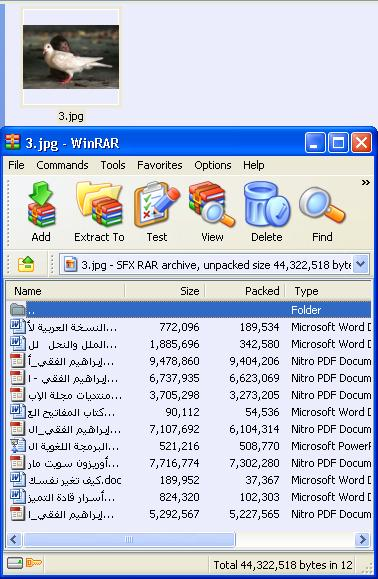 3.jpg
3.jpg - WinRAR
File Commands Tools Favorites Options Help
»
Add Extract To Test View Delete Find
3.jpg - SFX RAR archive, unpacked size 44,322,518 byte
Name Size Packed Type
.. Folder
النسخة العربية لأ... 772,096 189,534 Microsoft Word D
الملل والنحل لل... 1,885,696 342,580 Microsoft Word D
إبراهيم الفقي_أ... 9,478,860 9,404,206 Nitro PDF Docum
إبراهيم الفقي - ا... 6,737,935 6,623,069 Nitro PDF Docum
منتديات مجلة الإب... 3,705,298 3,273,205 Nitro PDF Docum
كتاب المفاتيح الع... 90,112 54,536 Microsoft Word D
إبراهيم الفقي_ال... 7,107,692 6,104,314 Nitro PDF Docum
البرمجة اللغوية ال... 521,216 508,770 Microsoft PowerP
أوريزون سويت مار... 7,716,774 7,302,280 Nitro PDF Docum
كيف تغير نفسك.doc 189,952 37,367 Microsoft Word D
أسرار قادة التميز... 824,320 102,303 Microsoft Word D
إبراهيم الفقي_ا... 5,292,567 5,227,565 Nitro PDF Docum
Total 44,322,518 bytes in 12